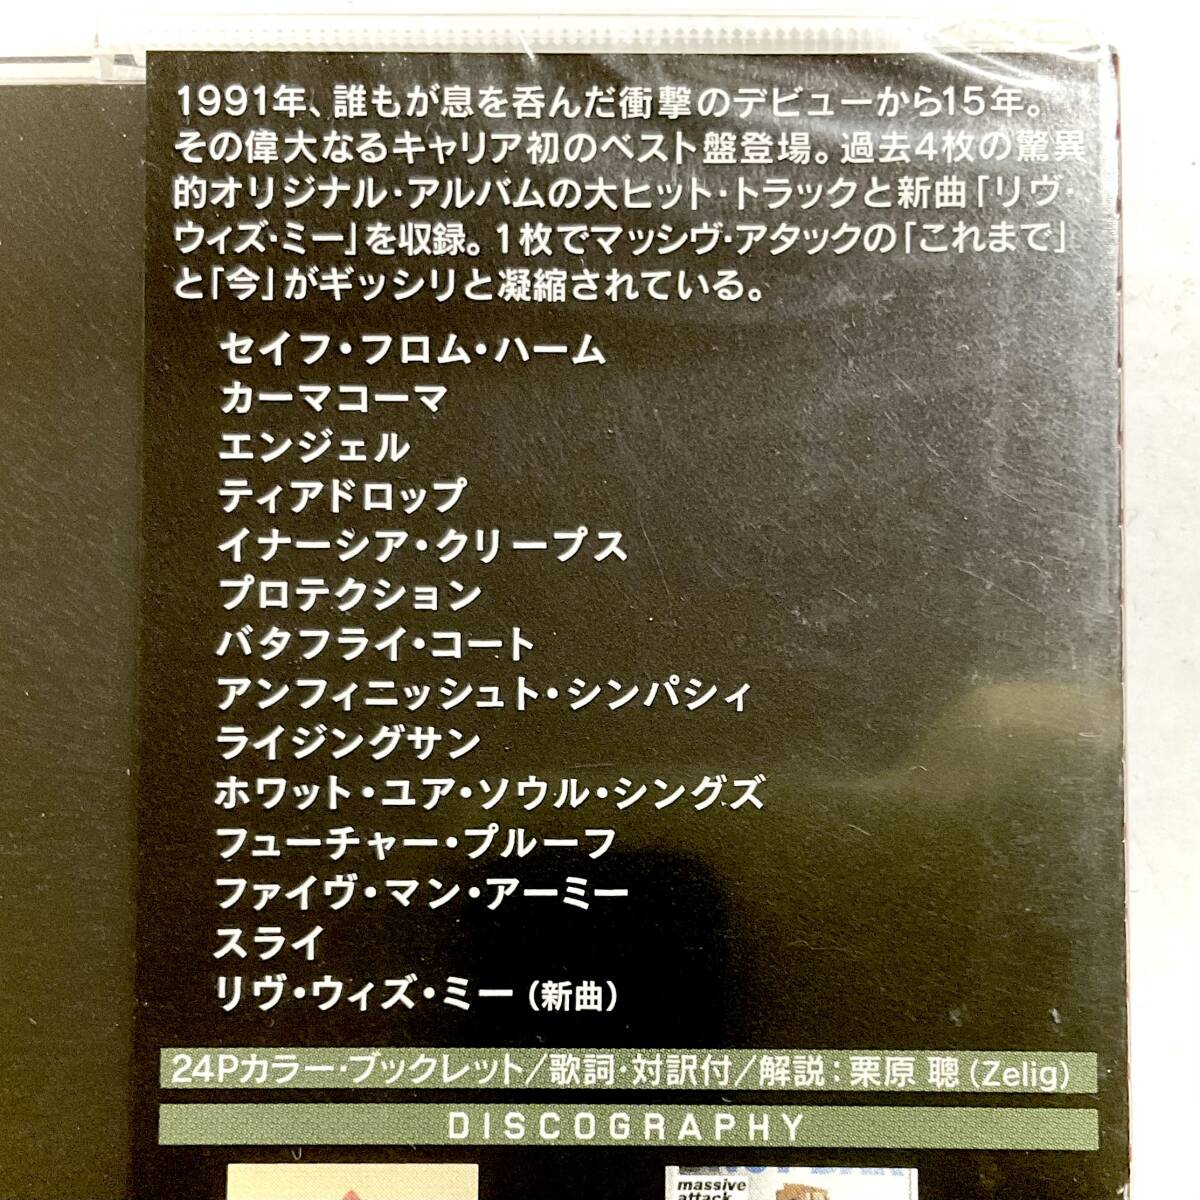 1991年、誰もが息を呑んだ衝撃のデビューから15年。
その偉大なるキャリア初のベスト盤登場。過去4枚の驚異
的オリジナル・アルバムの大ヒット・トラックと新曲「リヴ・
ウィズ・ミー」を収録。1枚でマッシヴ・アタックの「これまで」
と「今」がギッシリと凝縮されている。
セイフ・フロム・ハーム
カーマコーマ
エンジェル
ティアドロップ
イナーシア・クリープス
プロテクション
バタフライ・コート
アンフィニッシュト・シンパシィ
ライジングサン
ホワット・ユア・ソウル・シングズ
フューチャー・プルーフ
ファイヴ・マン・アーミー
スライ
リヴ・ウィズ・ミー（新曲）
24Pカラー・ブックレット/歌詞・対訳付/解説：栗原 聰（Zelig）
DISCOGRAPHY
massive
attack